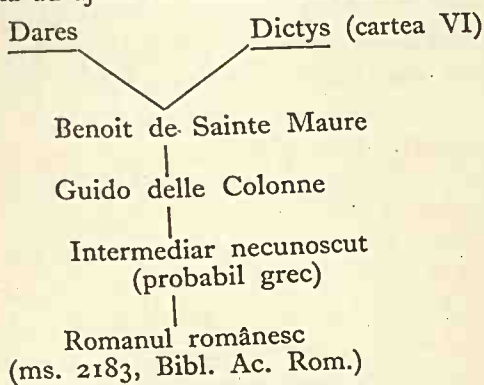 Dares Dictys (cartea VI)
Benoit de Sainte Maure
Guido delle Colonne
Intermediar necunoscut
(probabil grec)
Romanul românesc
(ms. 2183, Bibl. Ac. Rom.)